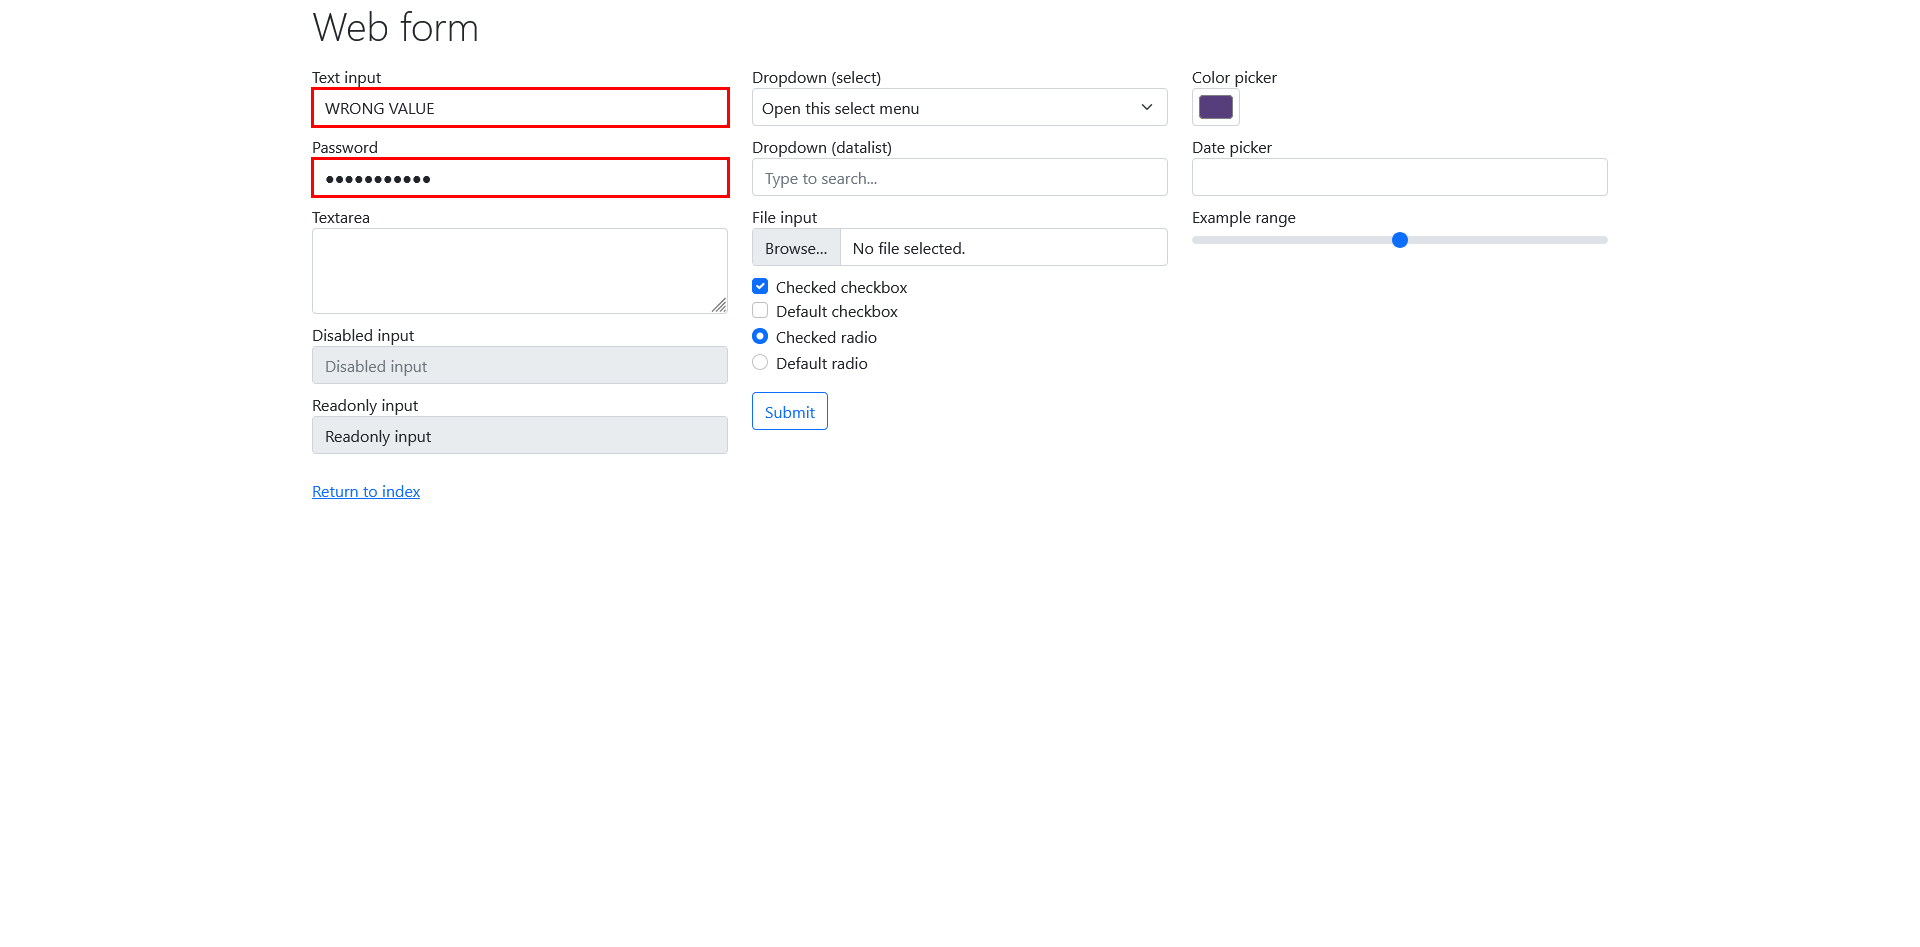 Web form
Text input
WRONG VALUE
Password
●●●●●●●●●●●
Textarea
Disabled input
Disabled input
Readonly input
Readonly input
Return to index
Dropdown (select)
Open this select menu
Dropdown (datalist)
Type to search...
File input
Browse... No file selected.
Checked checkbox
Default checkbox
Checked radio
Default radio
Submit
Color picker
Date picker
Example range